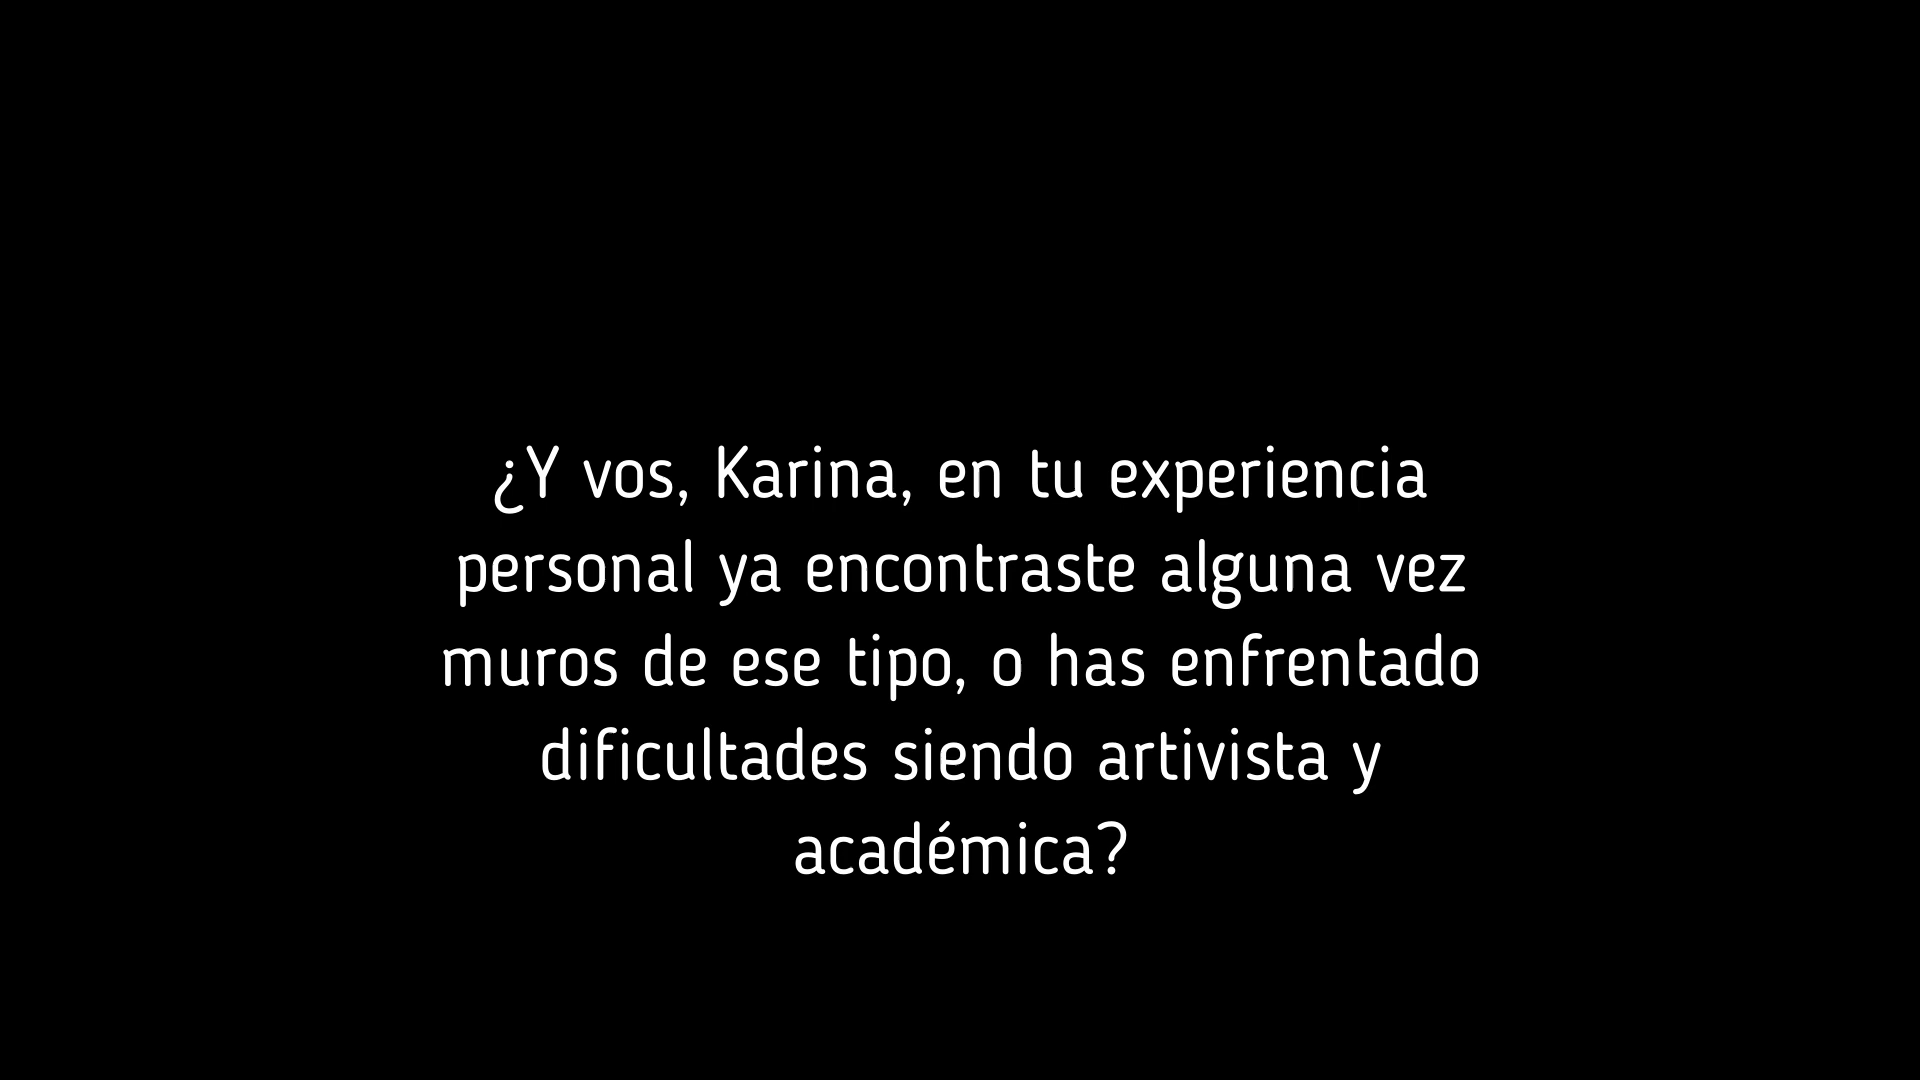 ¿Y vos, Karina, en tu experiencia
personal ya encontraste alguna vez
muros de ese tipo, o has enfrentado
dificultades siendo artivista y
académica?